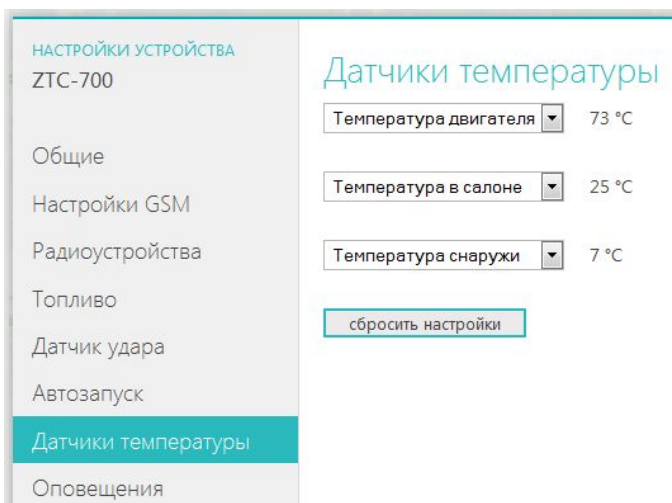 НАСТРОЙКИ УСТРОЙСТВА
ZTC-700
Общие
Настройки GSM
Радиоустройства
Топливо
Датчик удара
Автозапуск
Датчики температуры
Оповещения
Датчики температуры
Температура двигателя 73 °C
Температура в салоне 25 °C
Температура снаружи 7 °C
сбросить настройки